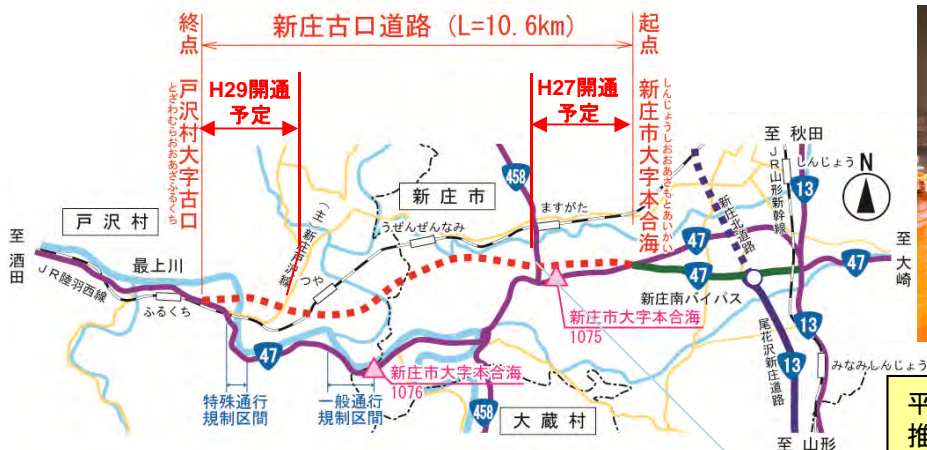 新庄古口道路 (L=10.6km)
終点
起点
戸沢村大字古口
とざわむらおおあざふるくち
H29開通
予定
H27開通
予定
新庄市大字本合海
しんじょうしおおあざもとあいかい
至 秋田
しんじょう
JR山形新幹線
13
N
458
新庄市
ますがた
(主)新庄戸沢線
うぜんぜんなみ
戸沢村
新庄北道路
47
至大崎
至酒田
最上川
つや
47
47
JR陸羽西線
ふるくち
新庄南バイパス
新庄市大字本合海
1075
尾花沢新庄道路
13
47
新庄市大字本合海
1076
13
みなみしんじょう
特殊通行
規制区間
一般通行
規制区間
458
大蔵村
至 山形
平
推